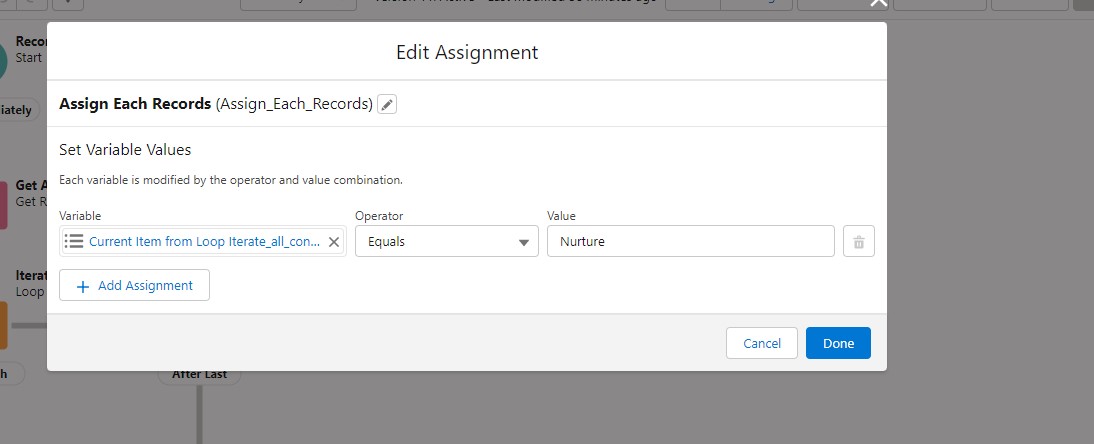 Edit Assignment
Recor
Start
Assign Each Records (Assign_Each_Records)
iately
Set Variable Values
Each variable is modified by the operator and value combination.
Get A
Get R
Variable Operator Value
Current Item from Loop Iterate_all_con... Equals Nurture
Iterat
Loop
+ Add Assignment
Cancel Done
h
After Last